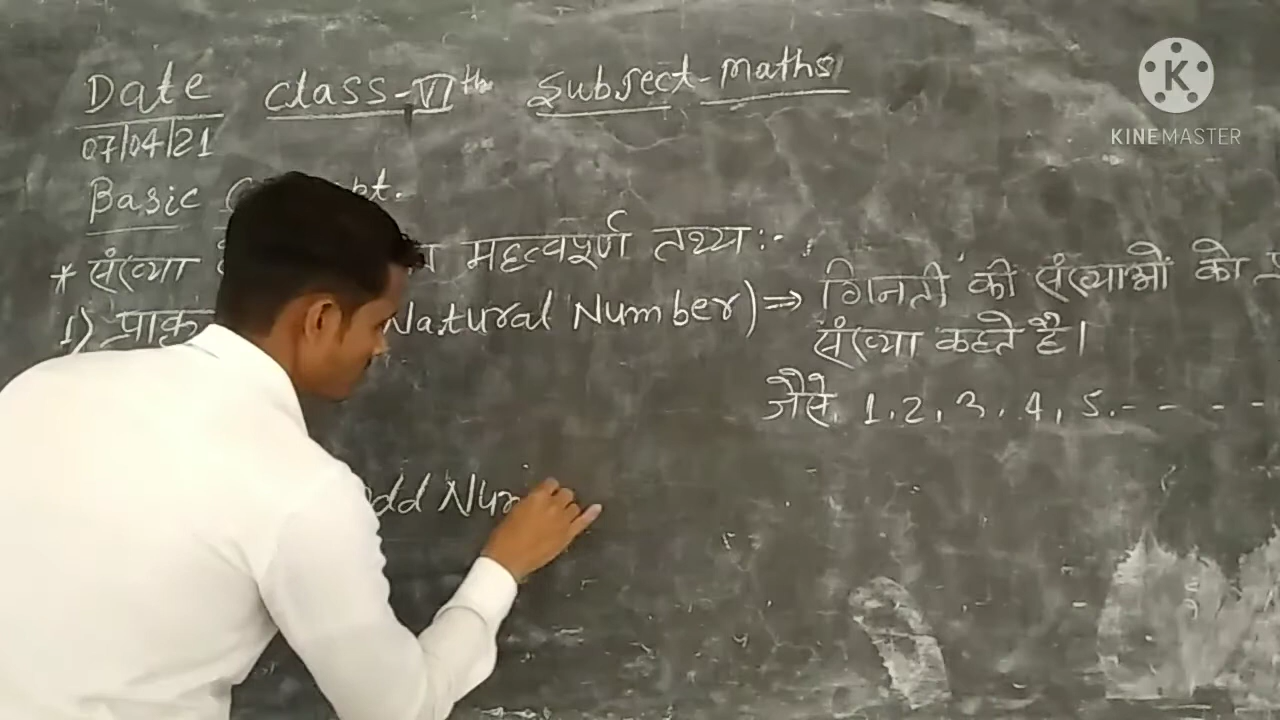 Date Class-VIth Subject-Maths
07/04/21
Basic
* संख्या महत्वपूर्ण तथ्य :-
1) Natural Number) ⇒ गिनती की संख्याओं को
संख्या कहते है।
जैसे. 1, 2, 3, 4, 5. - - - -
odd
K
KINEMASTER